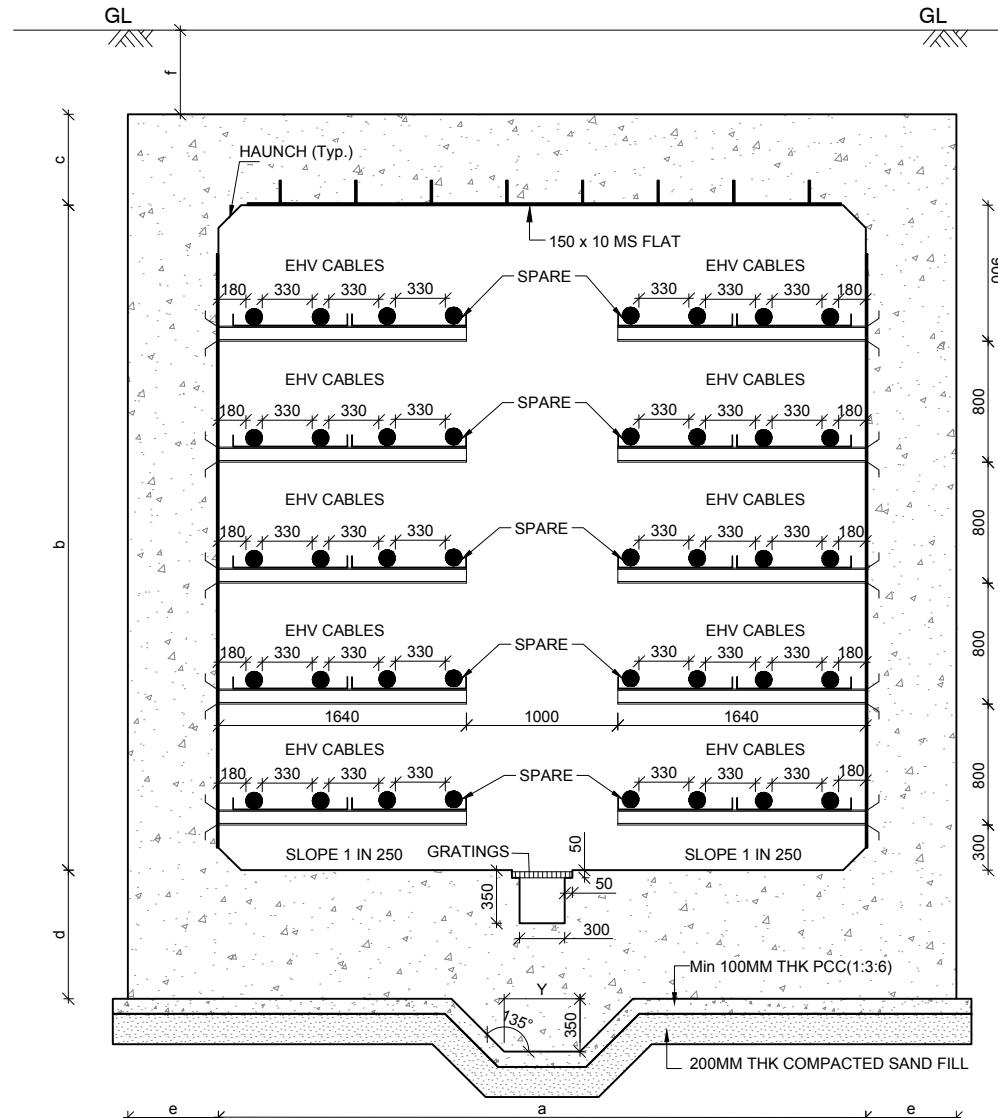 GL GL
f
c
HAUNCH (Typ.)
150 x 10 MS FLAT
EHV CABLES EHV CABLES
SPARE
180 330 330 330 330 330 330 180
900
EHV CABLES EHV CABLES
SPARE
180 330 330 330 330 330 330 180
800
EHV CABLES EHV CABLES
SPARE
180 330 330 330 330 330 330 180
800
b
EHV CABLES EHV CABLES
SPARE
180 330 330 330 330 330 330 180
800
1640 1000 1640
EHV CABLES EHV CABLES
SPARE
180 330 330 330 330 330 330 180
800
SLOPE 1 IN 250 GRATINGS 50 SLOPE 1 IN 250
300
350 50
300
d
Min 100MM THK PCC(1:3:6)
Y
135° 350
200MM THK COMPACTED SAND FILL
e a e